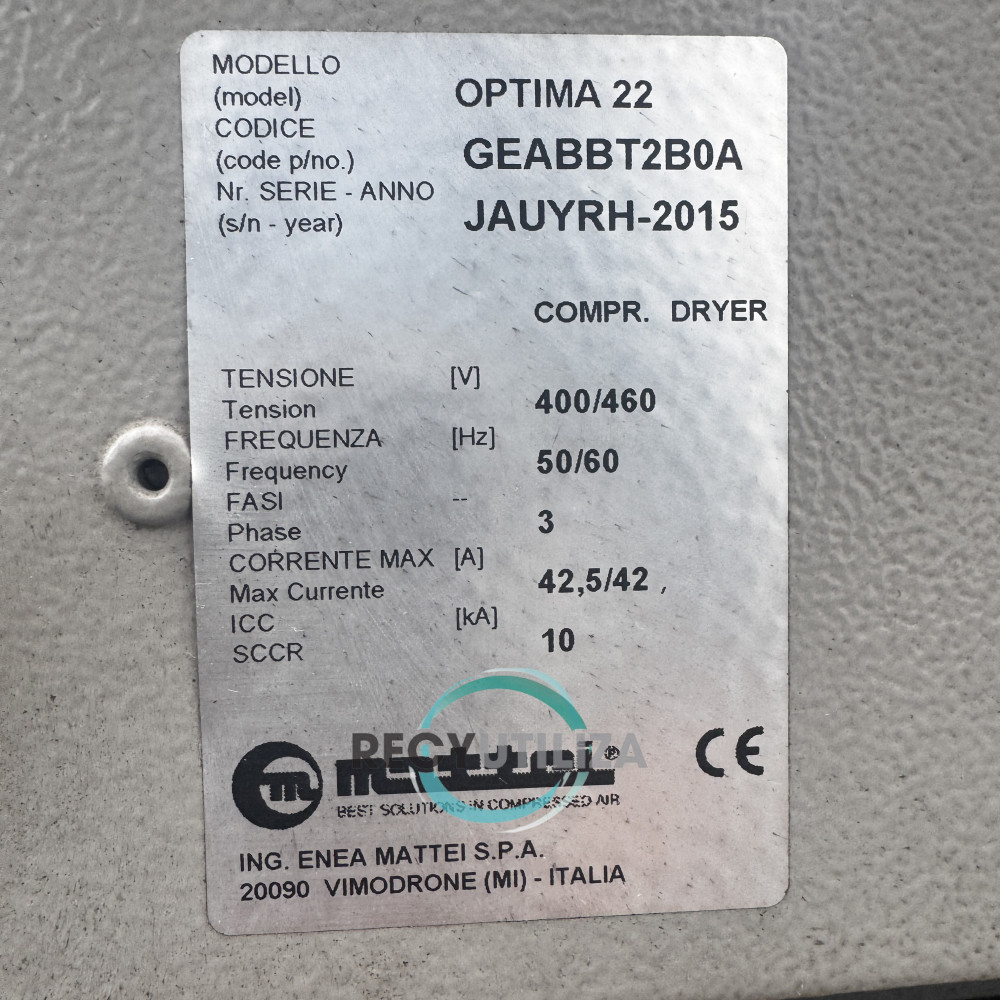 MODELLO
(model) OPTIMA 22
CODICE
(code p/no.) GEABBT2B0A
Nr. SERIE - ANNO
(s/n - year) JAUYRH-2015
COMPR. DRYER
TENSIONE [V]
Tension 400/460
FREQUENZA [Hz]
Frequency 50/60
FASI --
Phase 3
CORRENTE MAX [A]
Max Currente 42,5/42 ,
ICC [kA]
SCCR 10
RECYUTILIZA
m mattei ®
BEST SOLUTIONS IN COMPRESSED AIR
CE
ING. ENEA MATTEI S.P.A.
20090 VIMODRONE (MI) - ITALIA